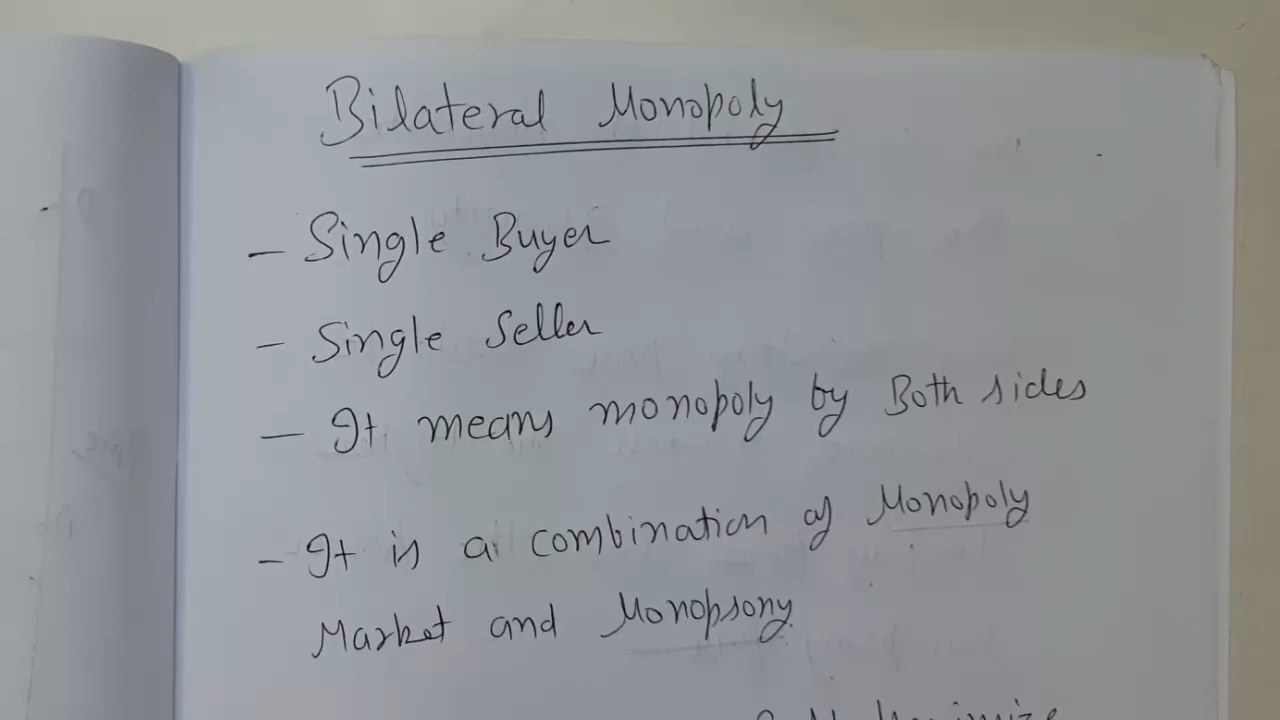 Bilateral Monopoly
- Single Buyer
- Single Seller
- It means monopoly by Both sides
- It is a combination of Monopoly
Market and Monopsony